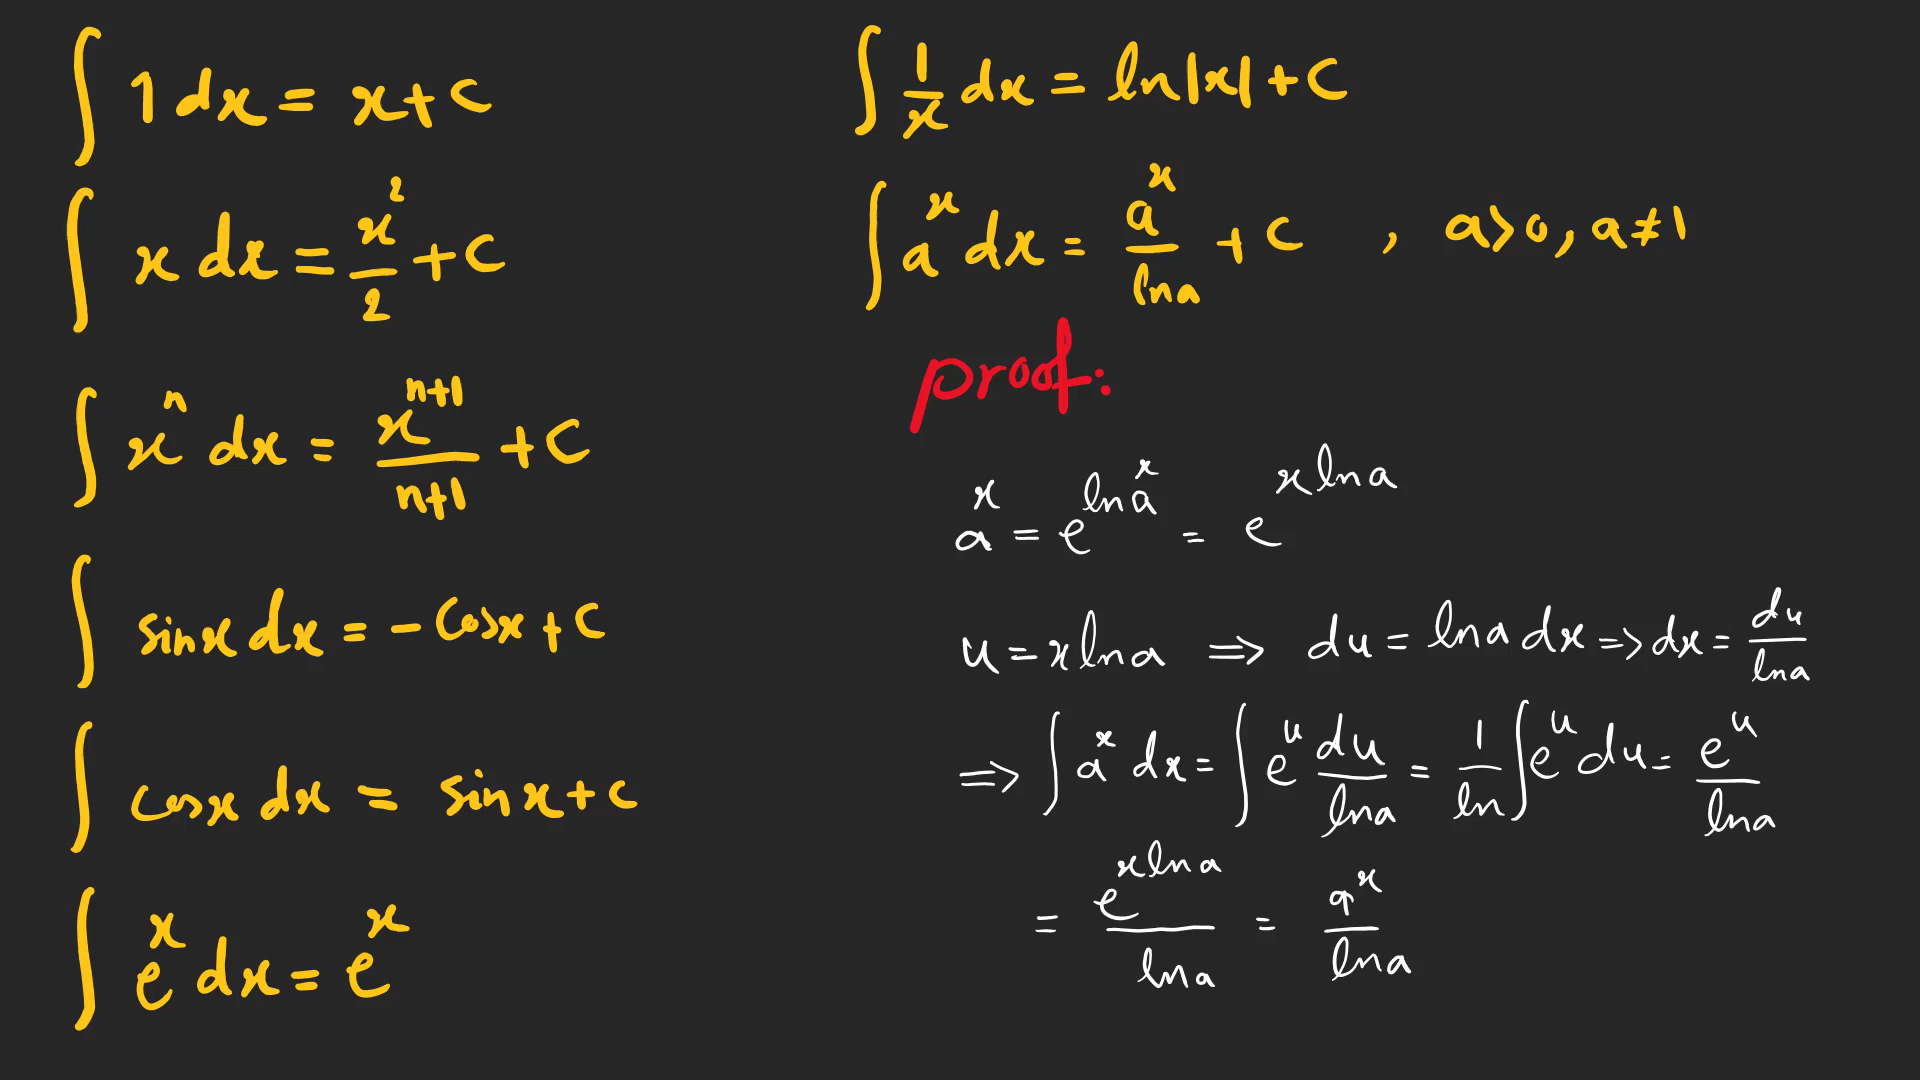 ∫ 1 dx = x + c
∫ x dx = x²/2 + c
∫ xⁿ dx = xⁿ⁺¹/(n+1) + c
∫ sinx dx = - cosx + c
∫ cosx dx = sinx + c
∫ eˣ dx = eˣ
∫ 1/x dx = ln|x| + c
∫ aˣ dx = aˣ/lna + c , a>0, a≠1
proof:
aˣ = e^(lnaˣ) = e^(xlna)
u = xlna ⇒ du = lna dx ⇒ dx = du/lna
⇒ ∫ aˣ dx = ∫ eᵘ du/lna = 1/ln ∫ eᵘ du = eᵘ/lna
= e^(xlna)/lna = aˣ/lna